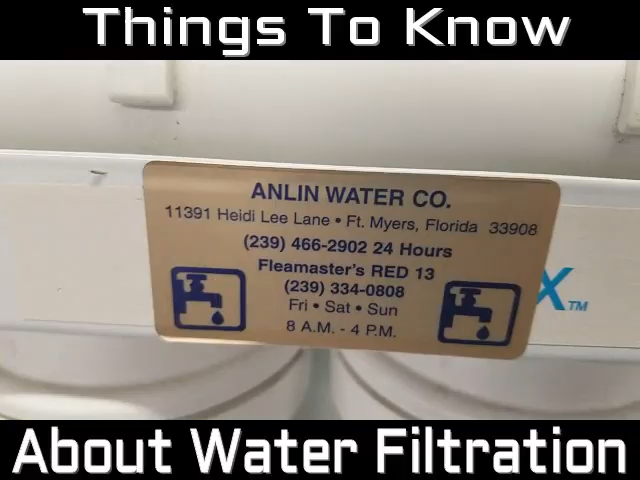 Things To Know
ANLIN WATER CO.
11391 Heidi Lee Lane • Ft. Myers, Florida 33908
(239) 466-2902 24 Hours
Fleamaster's RED 13
(239) 334-0808
Fri • Sat • Sun
8 A.M. - 4 P.M.
X™
About Water Filtration